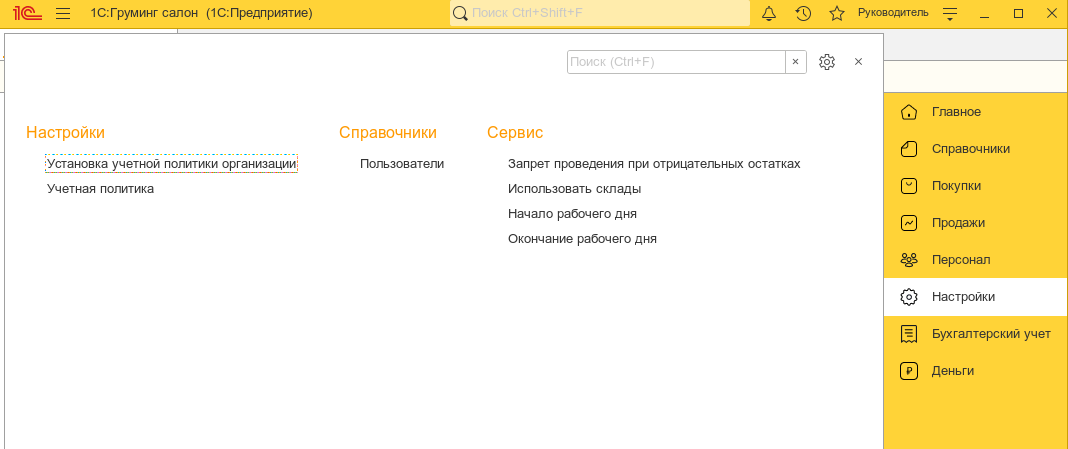 1С:Груминг салон (1С:Предприятие)
Поиск Ctrl+Shift+F
Руководитель
Поиск (Ctrl+F)
Настройки
Установка учетной политики организации
Учетная политика
Справочники
Пользователи
Сервис
Запрет проведения при отрицательных остатках
Использовать склады
Начало рабочего дня
Окончание рабочего дня
Главное
Справочники
Покупки
Продажи
Персонал
Настройки
Бухгалтерский учет
Деньги